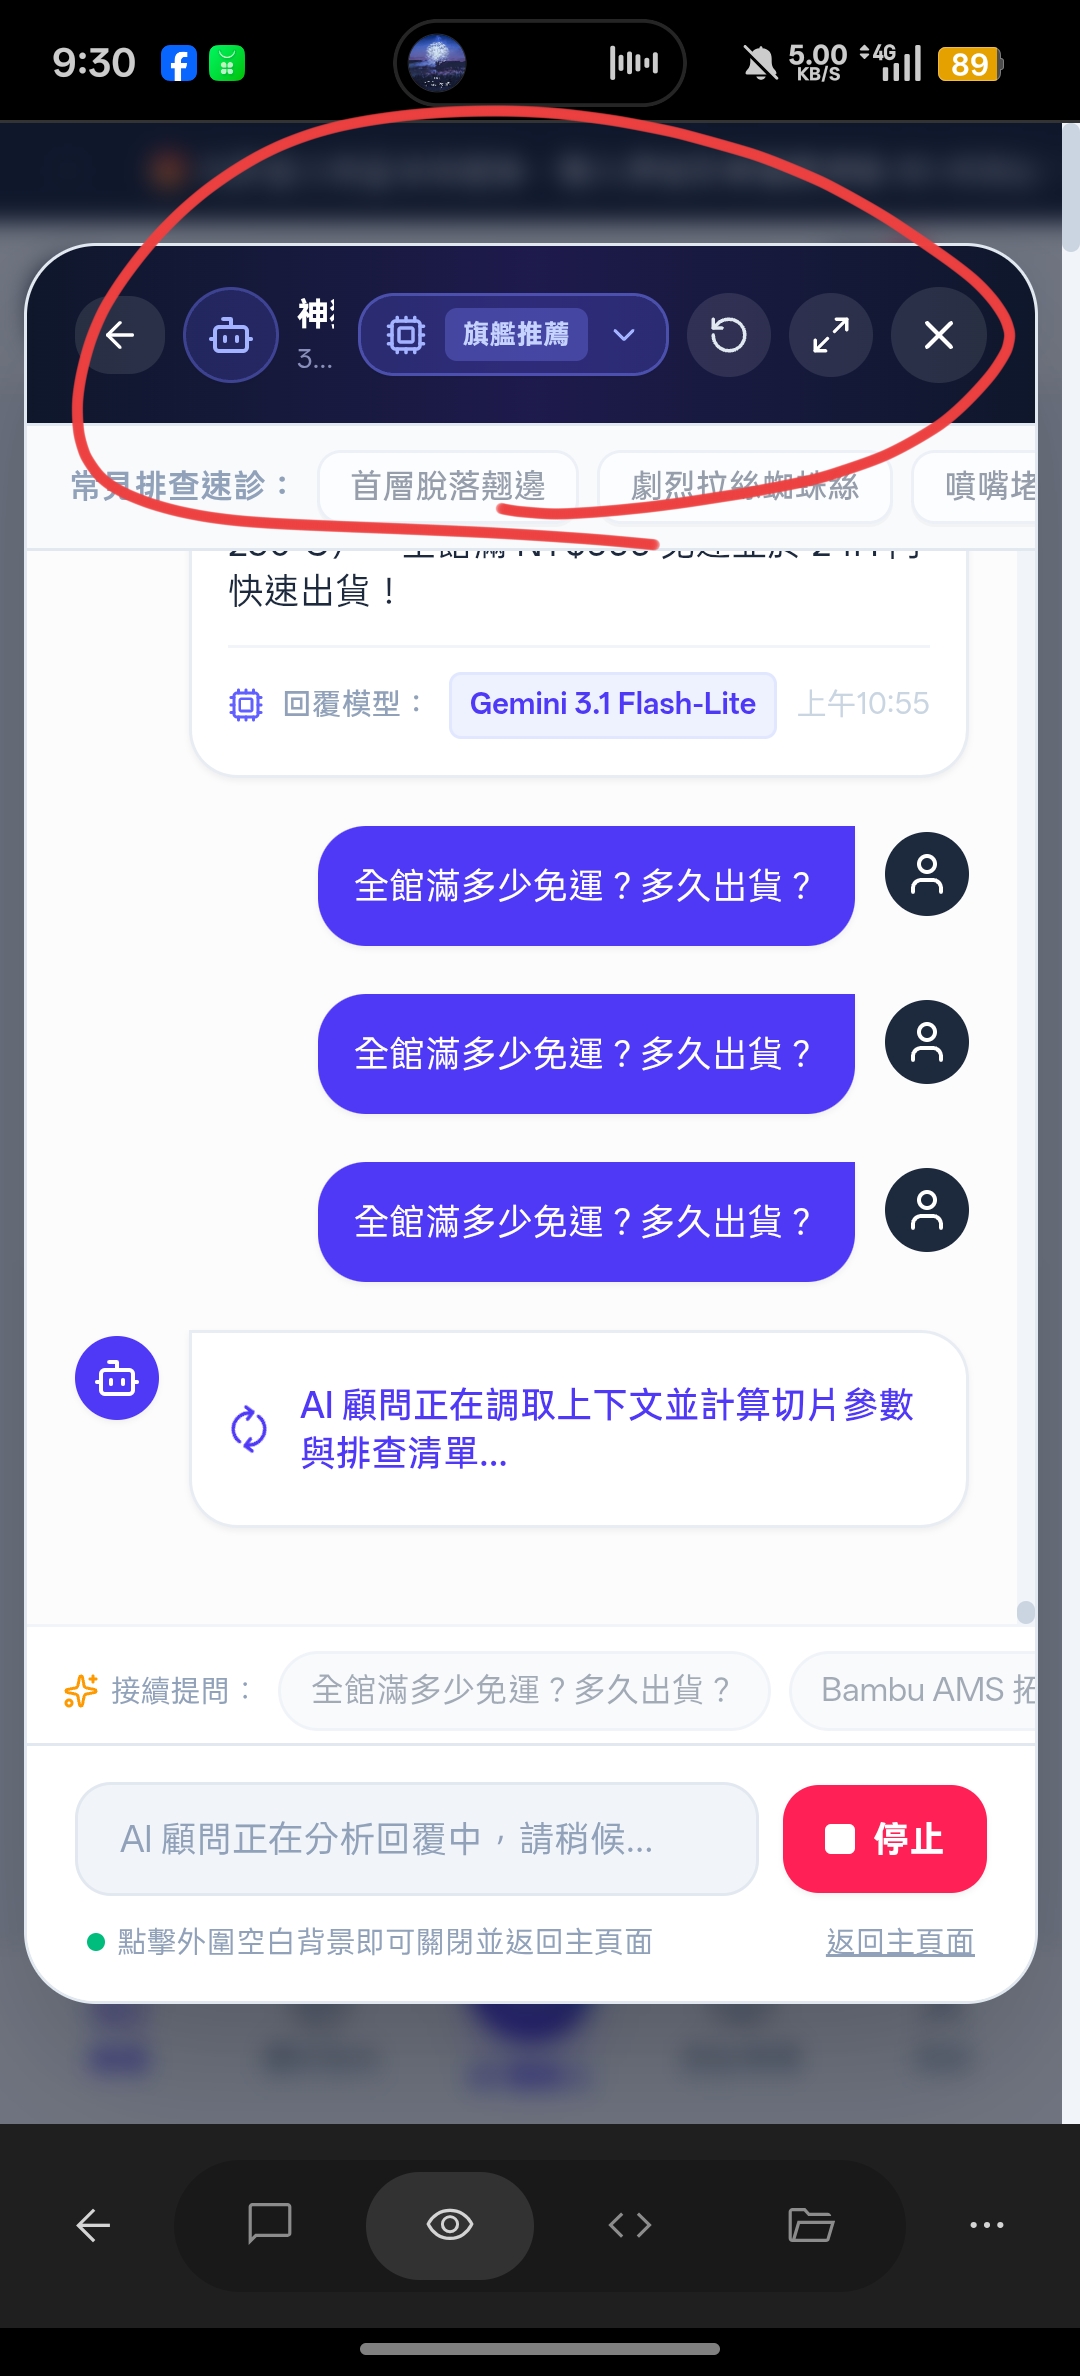 9:30
5.00 KB/S
4G
89
神
3...
旗艦推薦
常見排查速診：
首層脫落翹邊
劇烈拉絲蜘蛛絲
噴嘴堵
快速出貨！
回覆模型：
Gemini 3.1 Flash-Lite
上午10:55
全館滿多少免運？多久出貨？
全館滿多少免運？多久出貨？
全館滿多少免運？多久出貨？
AI 顧問正在調取上下文並計算切片參數
與排查清單...
接續提問：
全館滿多少免運？多久出貨？
Bambu AMS
AI 顧問正在分析回覆中，請稍候...
停止
點擊外圍空白背景即可關閉並返回主頁面
返回主頁面